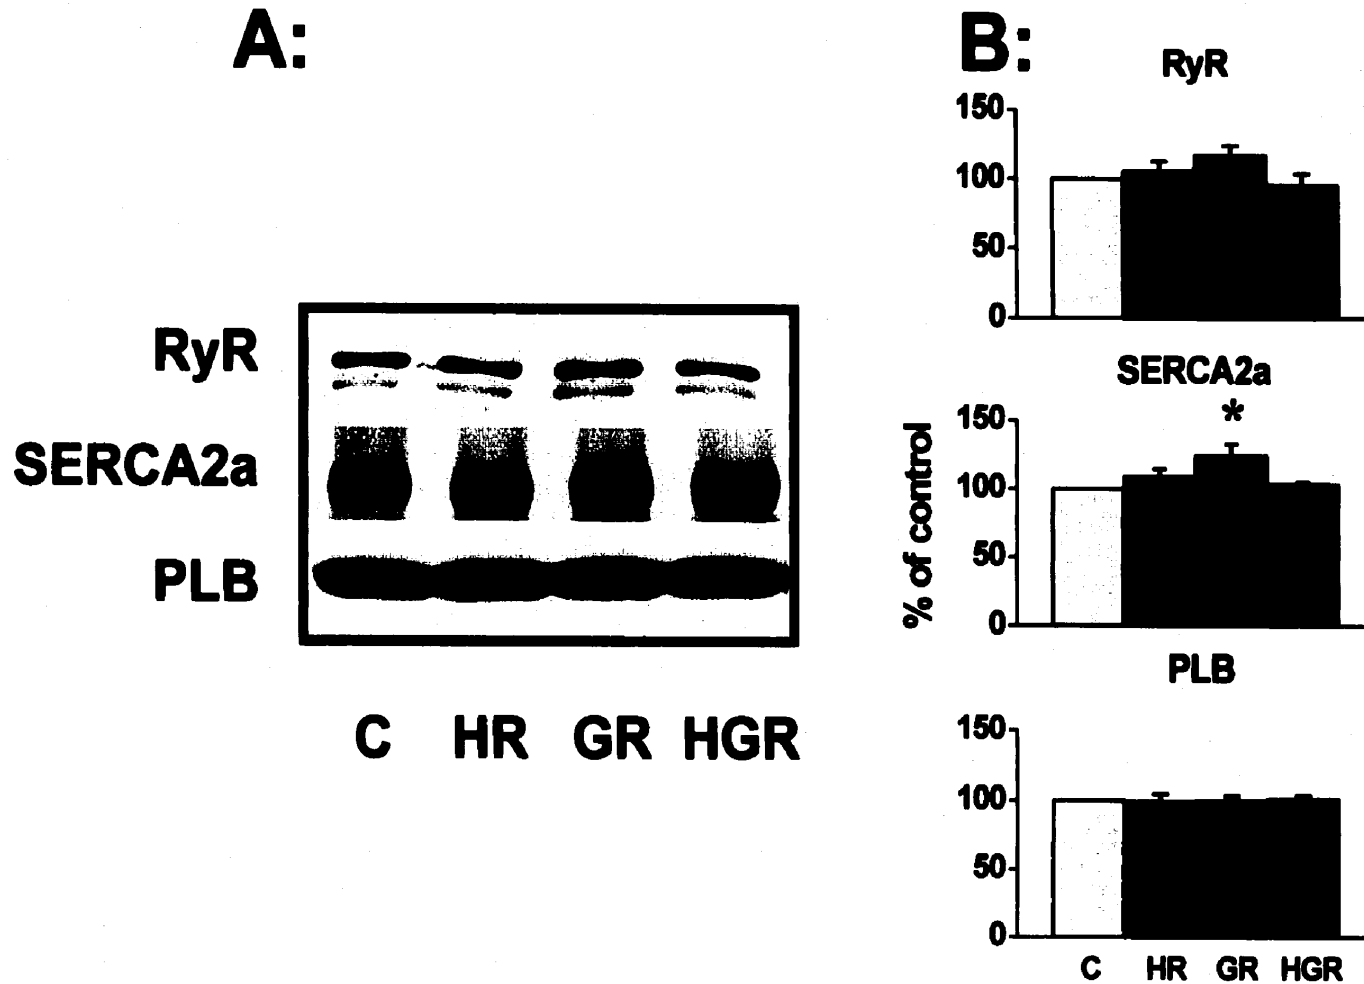 A:
RyR
SERCA2a
PLB
C HR GR HGR
B:
RyR
150
100
50
0
SERCA2a
*
150
100
50
0
% of control
PLB
150
100
50
0
C HR GR HGR